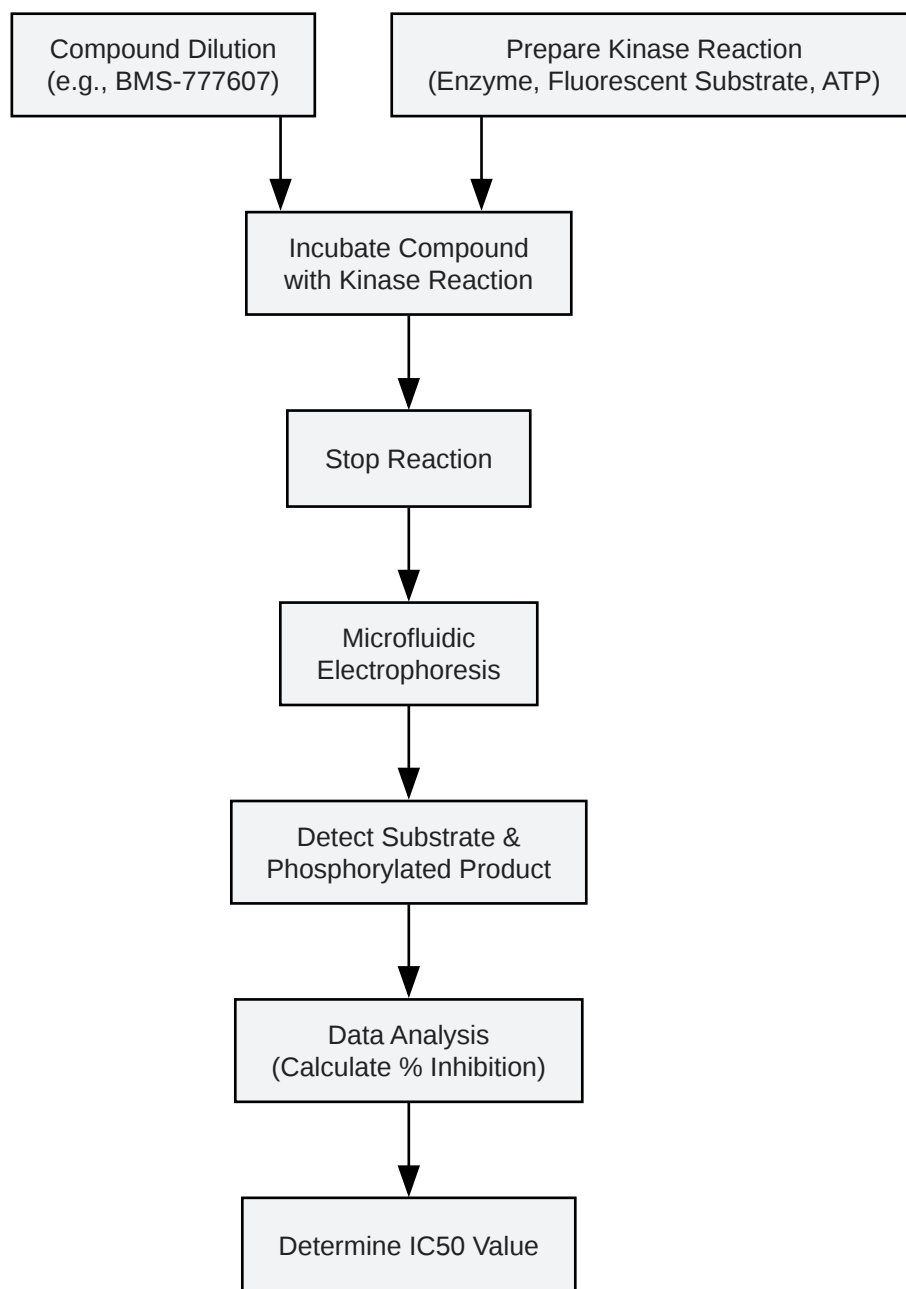 Compound Dilution
(e.g., BMS-777607)
Prepare Kinase Reaction
(Enzyme, Fluorescent Substrate, ATP)
Incubate Compound
with Kinase Reaction
Stop Reaction
Microfluidic
Electrophoresis
Detect Substrate &
Phosphorylated Product
Data Analysis
(Calculate % Inhibition)
Determine IC50 Value